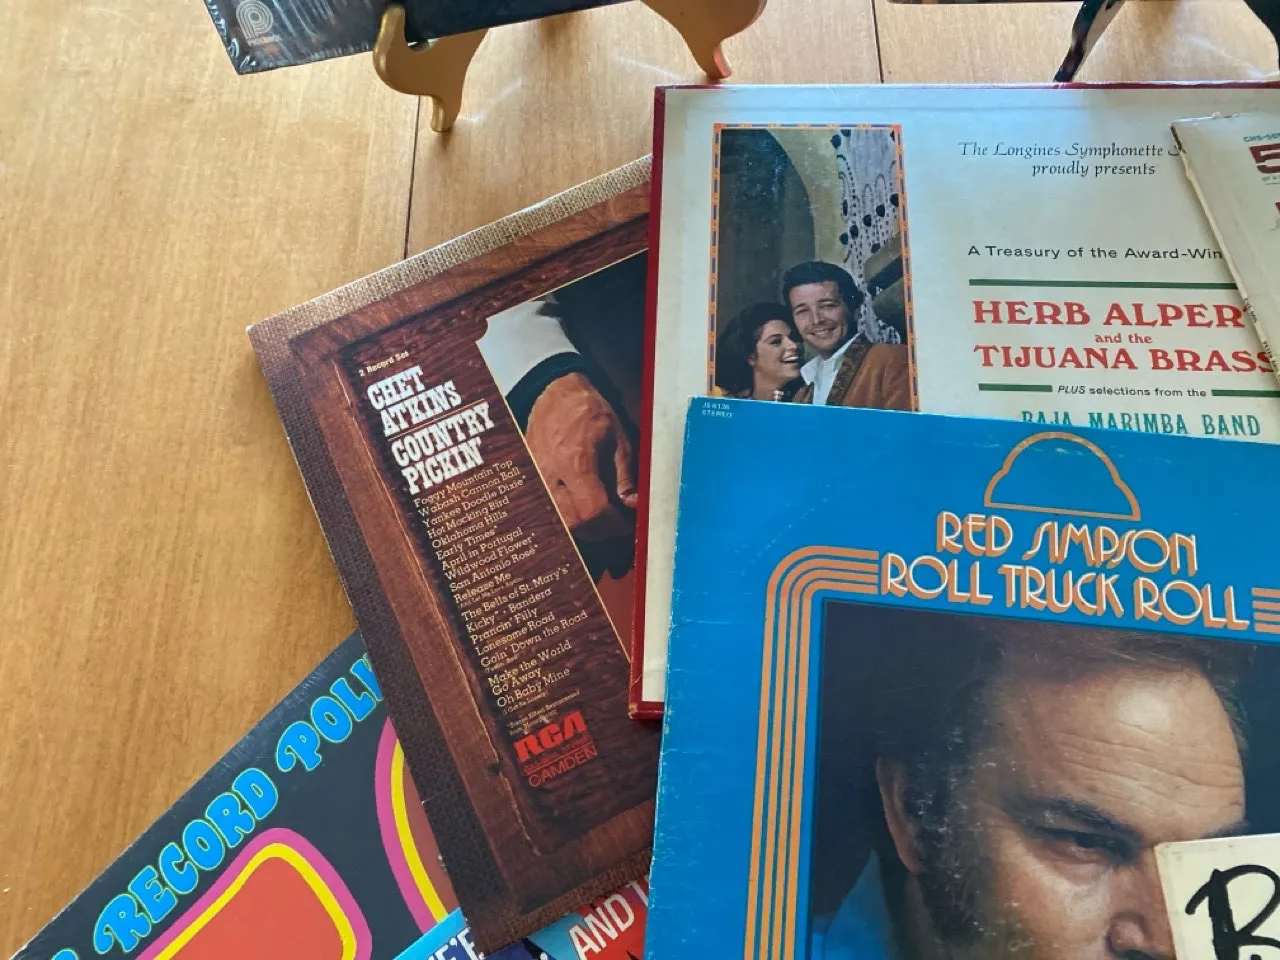 PICKWICK
The Longines Symphonette
proudly presents
A Treasury of the Award-Win
HERB ALPER
and the
TIJUANA BRASS
PLUS selections from the
BAJA MARIMBA BAND
2 Record Set
CHET
ATKINS
COUNTRY
PICKIN'
Foggy Mountain Top
Wabash Cannon Ball
Yankee Doodle Dixie*
Hot Mocking Bird
Oklahoma Hills
Early Times*
April in Portugal
Wildwood Flower*
San Antonio Rose*
Release Me
The Bells of St. Mary's*
Kicky* • Bandera
Prancin' Filly
Lonesome Road
Goin' Down the Road
Make the World
Go Away
Oh Baby Mine
RCA
CAMDEN
STEREO
RED SIMPSON
ROLL TRUCK ROLL
RECORD POL
AND
B